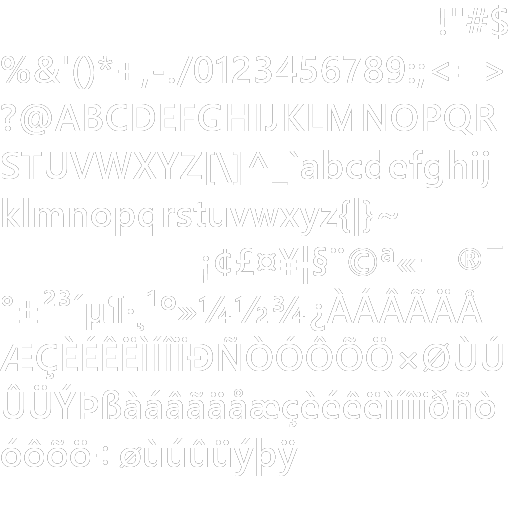 !"#$
%&'()*+,-./0123456789:;<=>
?@ABCDEFGHIJKLMNOPQR
STUVWXYZ[\]^_`abcdefghij
klmnopqrstuvwxyz{|}~
¡¢£¤¥¦§¨©ª«¬­®¯
°±²³´µ¶·¸¹º»¼½¾¿ÀÁÂÃÄÅ
ÆÇÈÉÊËÌÍÎÏÐÑÒÓÔÕÖ×ØÙÚ
ÛÜÝÞßàáâãäåæçèéêëìíîïðñò
óôõö÷øùúûüýþÿ